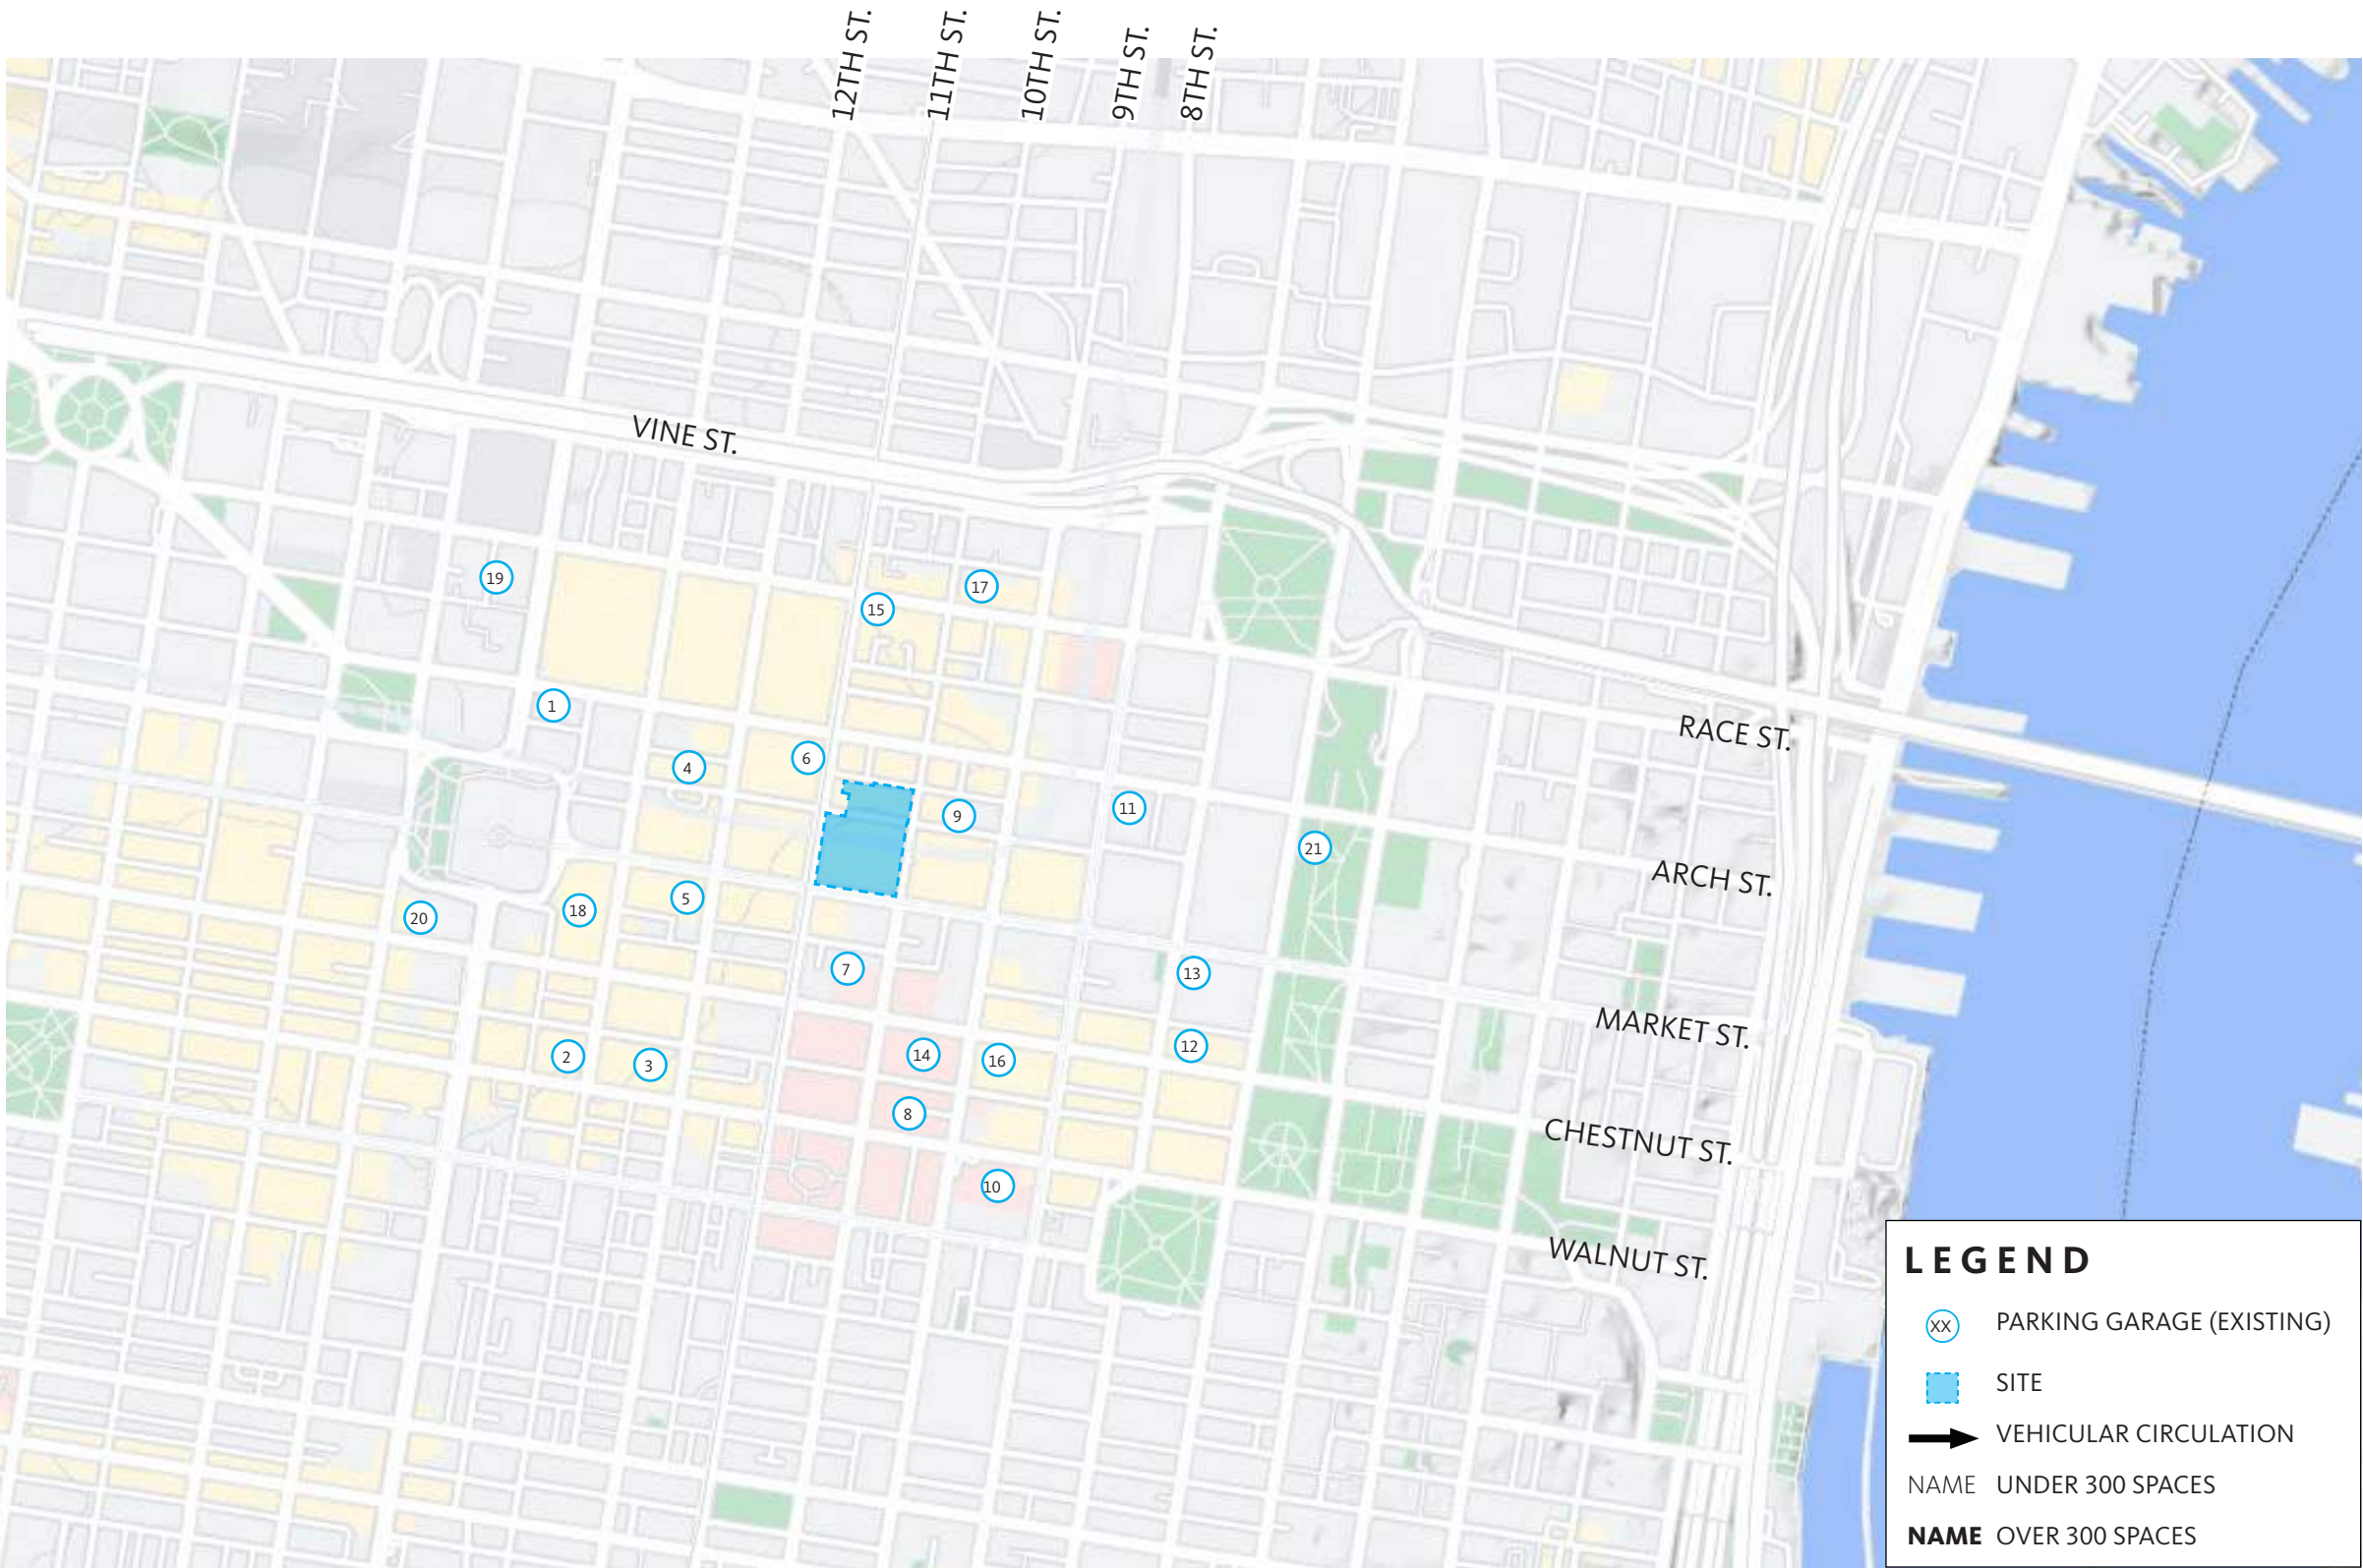 12TH ST.
11TH ST.
10TH ST.
9TH ST.
8TH ST.
VINE ST.
19
17
15
1
RACE ST.
6
4
11
9
21
ARCH ST.
5
18
20
7
13
MARKET ST.
12
14
16
2
3
8
CHESTNUT ST.
10
WALNUT ST.
LEGEND
XX PARKING GARAGE (EXISTING)
SITE
VEHICULAR CIRCULATION
NAME UNDER 300 SPACES
NAME OVER 300 SPACES